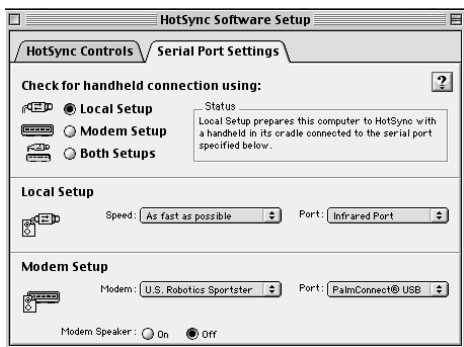 HotSync Software Setup
HotSync Controls Serial Port Settings
Check for handheld connection using:
?
Local Setup
Modem Setup
Both Setups
Status
Local Setup prepares this computer to HotSync with
a handheld in its cradle connected to the serial port
specified below.
Local Setup
Speed: As fast as possible Port: Infrared Port
Modem Setup
Modem: U.S. Robotics Sportster Port: PalmConnect® USB
Modem Speaker: On Off